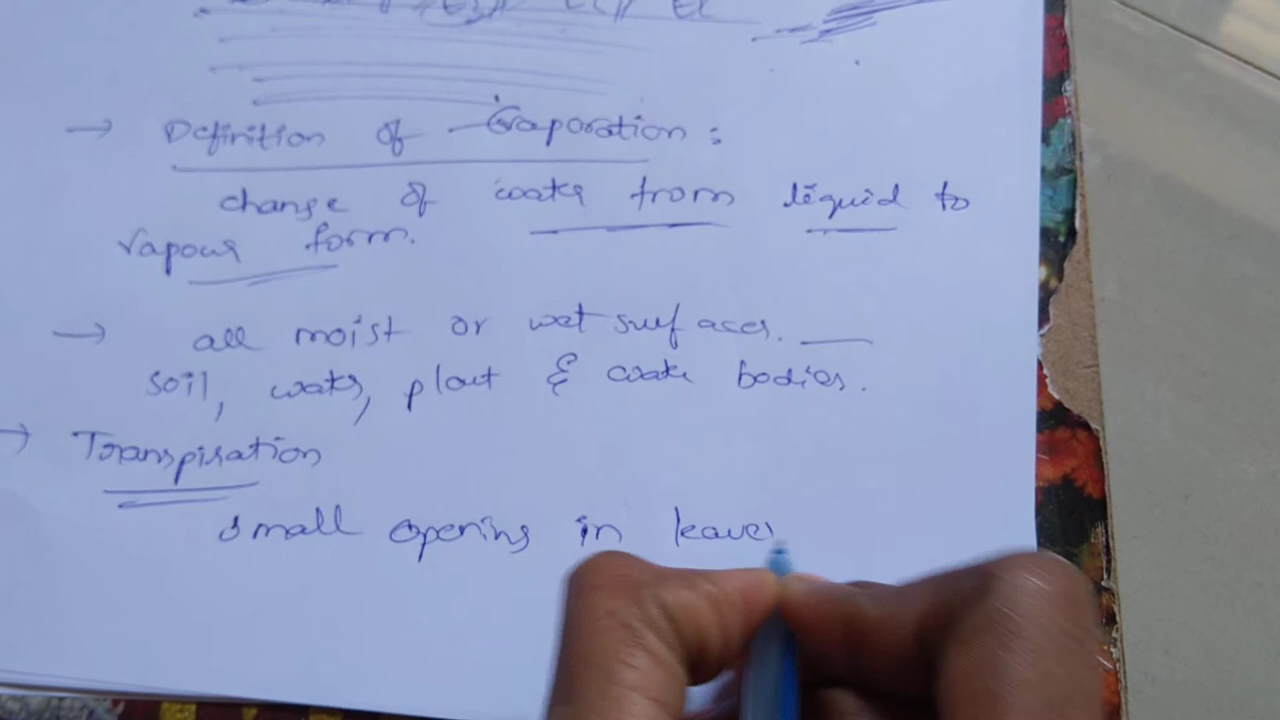 → Definition of Evaporation :
change of water from liquid to
vapour form.
→ all moist or wet surfaces. __
soil, water, plant & water bodies.
→ Transpiration
small opening in leaves